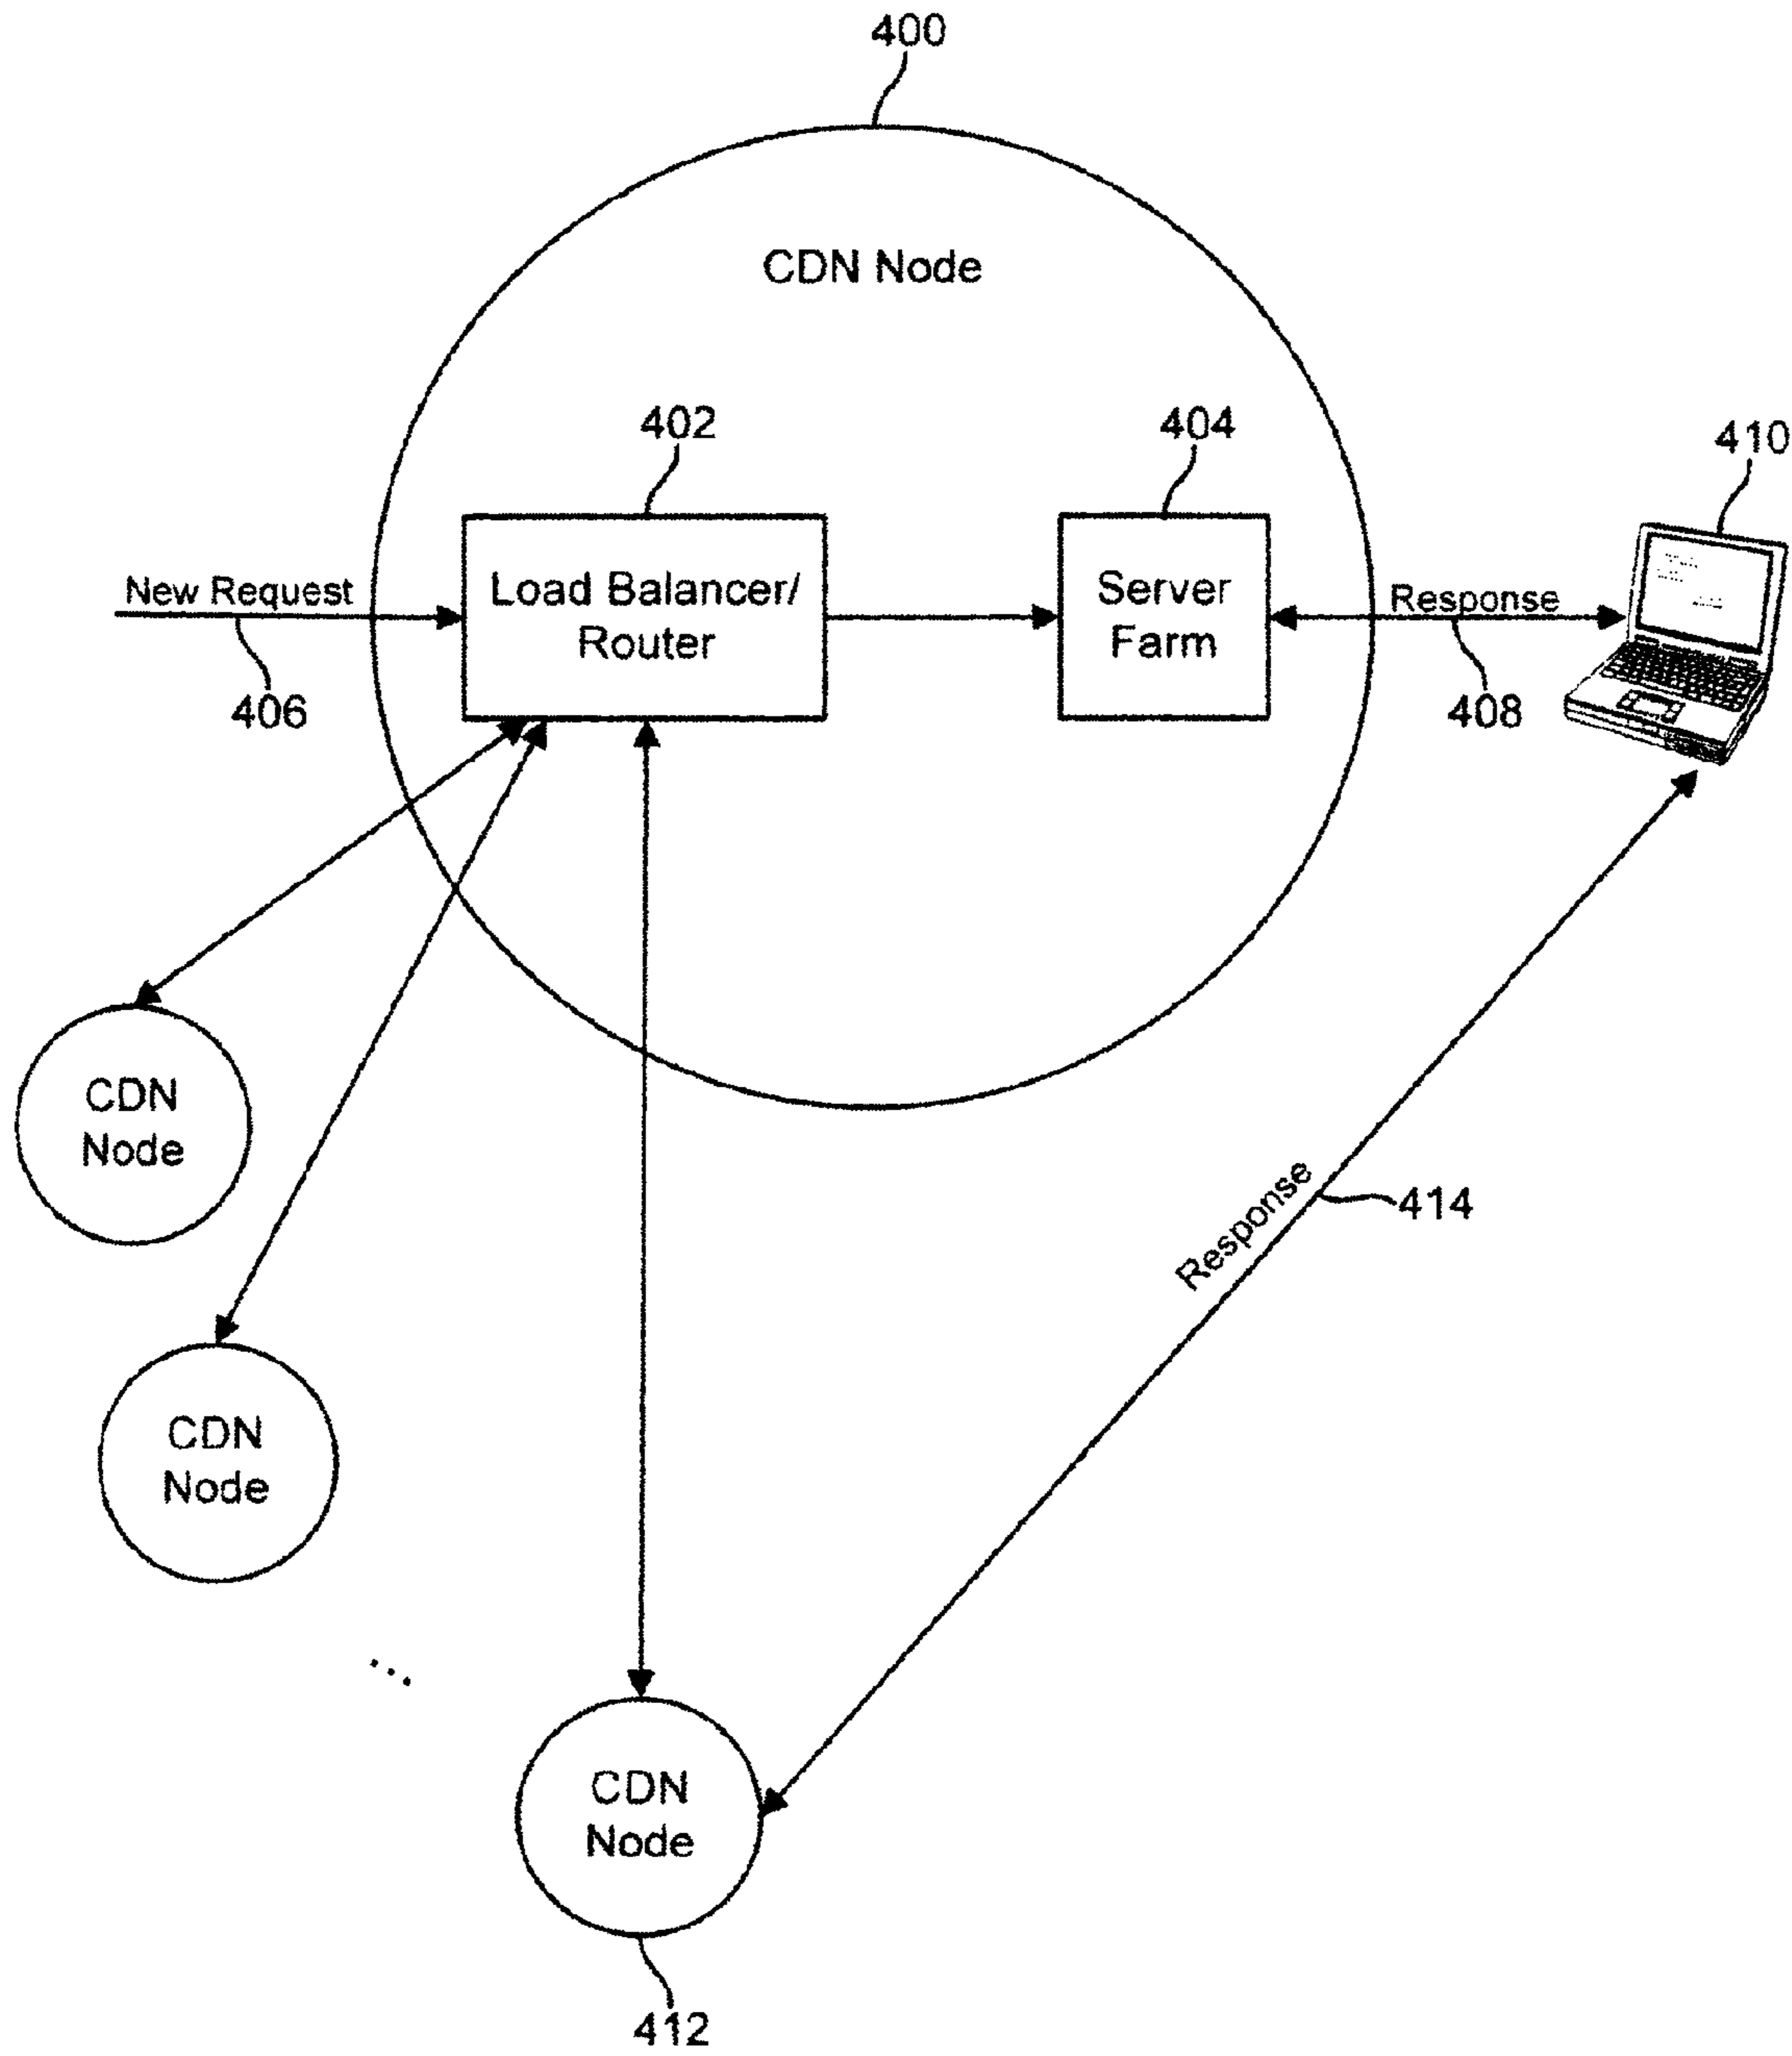 400
CDN Node
402
404
410
New Request
Load Balancer/
Router
Server
Farm
Response
406
408
CDN
Node
Response
414
CDN
Node
...
CDN
Node
412